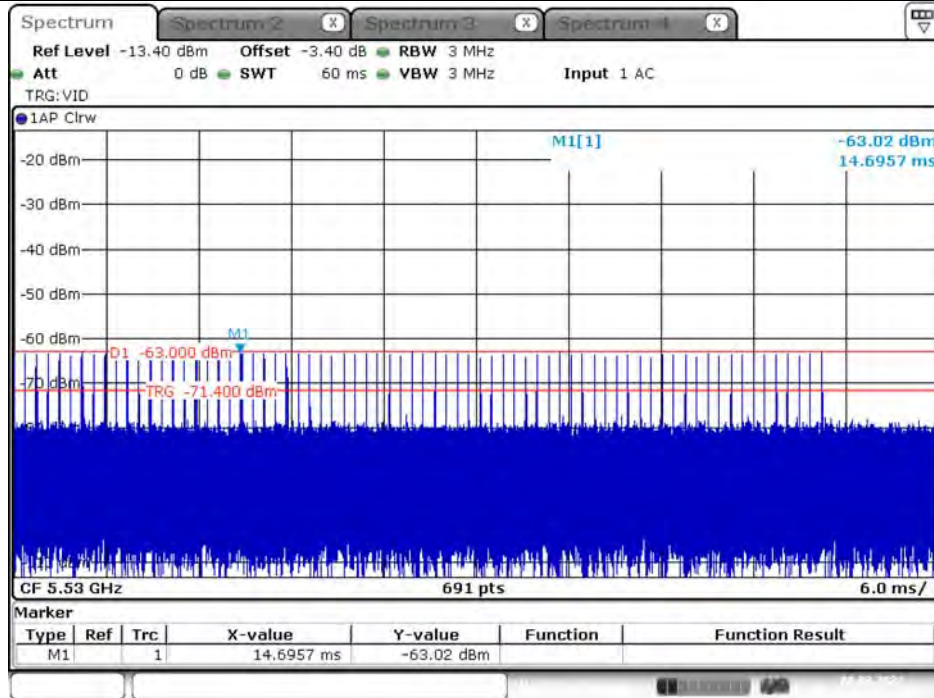 Spectrum Spectrum 2 X Spectrum 3 X Spectrum 4 X
Ref Level -13.40 dBm Offset -3.40 dB RBW 3 MHz
Att 0 dB SWT 60 ms VBW 3 MHz Input 1 AC
TRG:VID
1AP Clrw
M1[1] -63.02 dBm
14.6957 ms
-20 dBm
-30 dBm
-40 dBm
-50 dBm
-60 dBm
M1
D1 -63.000 dBm
-70 dBm
TRG -71.400 dBm
CF 5.53 GHz 691 pts 6.0 ms/
Marker
Type Ref Trc X-value Y-value Function Function Result
M1 1 14.6957 ms -63.02 dBm